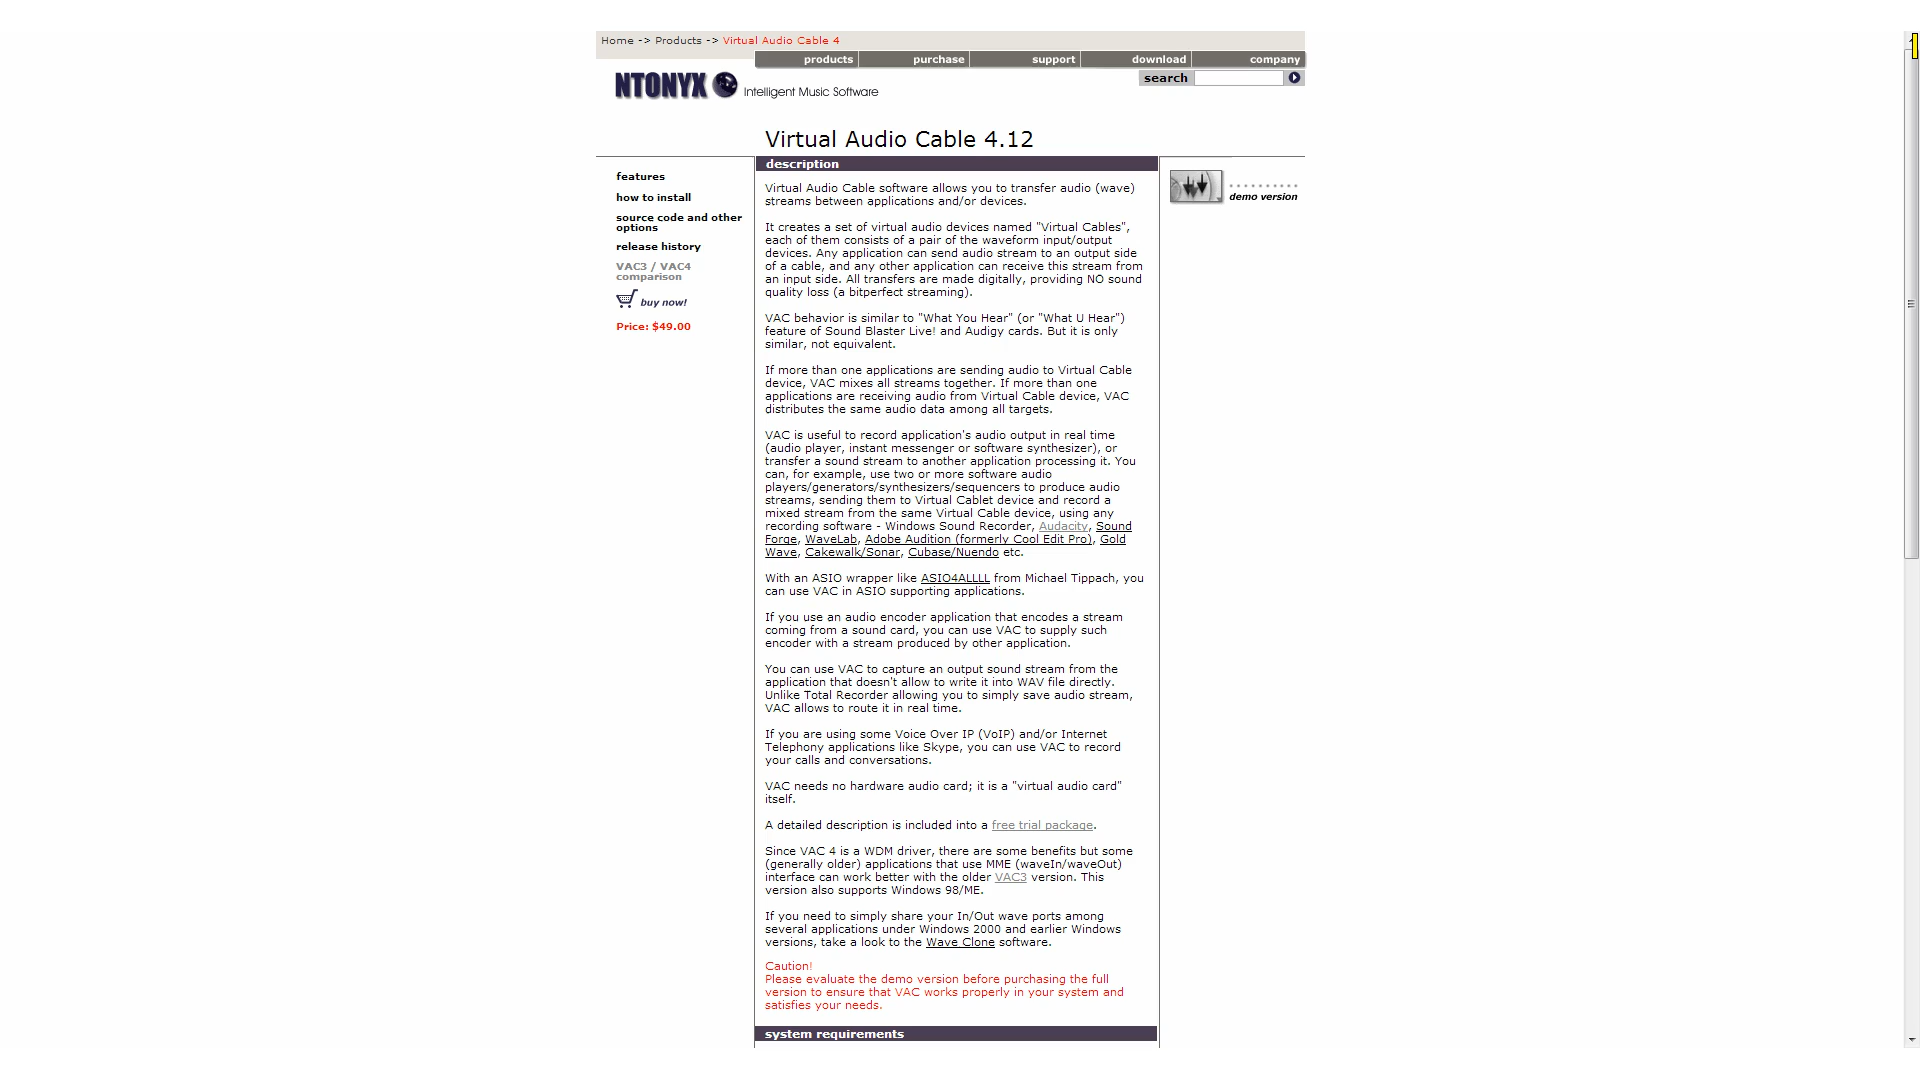 Home -> Products -> Virtual Audio Cable 4
products
purchase
support
download
company
search
NTONYX Intelligent Music Software
Virtual Audio Cable 4.12
features
how to install
source code and other
options
release history
VAC3 / VAC4
comparison
buy now!
Price: $49.00
description
Virtual Audio Cable software allows you to transfer audio (wave)
streams between applications and/or devices.
It creates a set of virtual audio devices named "Virtual Cables",
each of them consists of a pair of the waveform input/output
devices. Any application can send audio stream to an output side
of a cable, and any other application can receive this stream from
an input side. All transfers are made digitally, providing NO sound
quality loss (a bitperfect streaming).
VAC behavior is similar to "What You Hear" (or "What U Hear")
feature of Sound Blaster Live! and Audigy cards. But it is only
similar, not equivalent.
If more than one applications are sending audio to Virtual Cable
device, VAC mixes all streams together. If more than one
applications are receiving audio from Virtual Cable device, VAC
distributes the same audio data among all targets.
VAC is useful to record application's audio output in real time
(audio player, instant messenger or software synthesizer), or
transfer a sound stream to another application processing it. You
can, for example, use two or more software audio
players/generators/synthesizers/sequencers to produce audio
streams, sending them to Virtual Cablet device and record a
mixed stream from the same Virtual Cable device, using any
recording software - Windows Sound Recorder, Audacity, Sound
Forge, WaveLab, Adobe Audition (formerly Cool Edit Pro), Gold
Wave, Cakewalk/Sonar, Cubase/Nuendo etc.
With an ASIO wrapper like ASIO4ALLLL from Michael Tippach, you
can use VAC in ASIO supporting applications.
If you use an audio encoder application that encodes a stream
coming from a sound card, you can use VAC to supply such
encoder with a stream produced by other application.
You can use VAC to capture an output sound stream from the
application that doesn't allow to write it into WAV file directly.
Unlike Total Recorder allowing you to simply save audio stream,
VAC allows to route it in real time.
If you are using some Voice Over IP (VoIP) and/or Internet
Telephony applications like Skype, you can use VAC to record
your calls and conversations.
VAC needs no hardware audio card; it is a "virtual audio card"
itself.
A detailed description is included into a free trial package.
Since VAC 4 is a WDM driver, there are some benefits but some
(generally older) applications that use MME (waveIn/waveOut)
interface can work better with the older VAC3 version. This
version also supports Windows 98/ME.
If you need to simply share your In/Out wave ports among
several applications under Windows 2000 and earlier Windows
versions, take a look to the Wave Clone software.
Caution!
Please evaluate the demo version before purchasing the full
version to ensure that VAC works properly in your system and
satisfies your needs.
system requirements
demo version